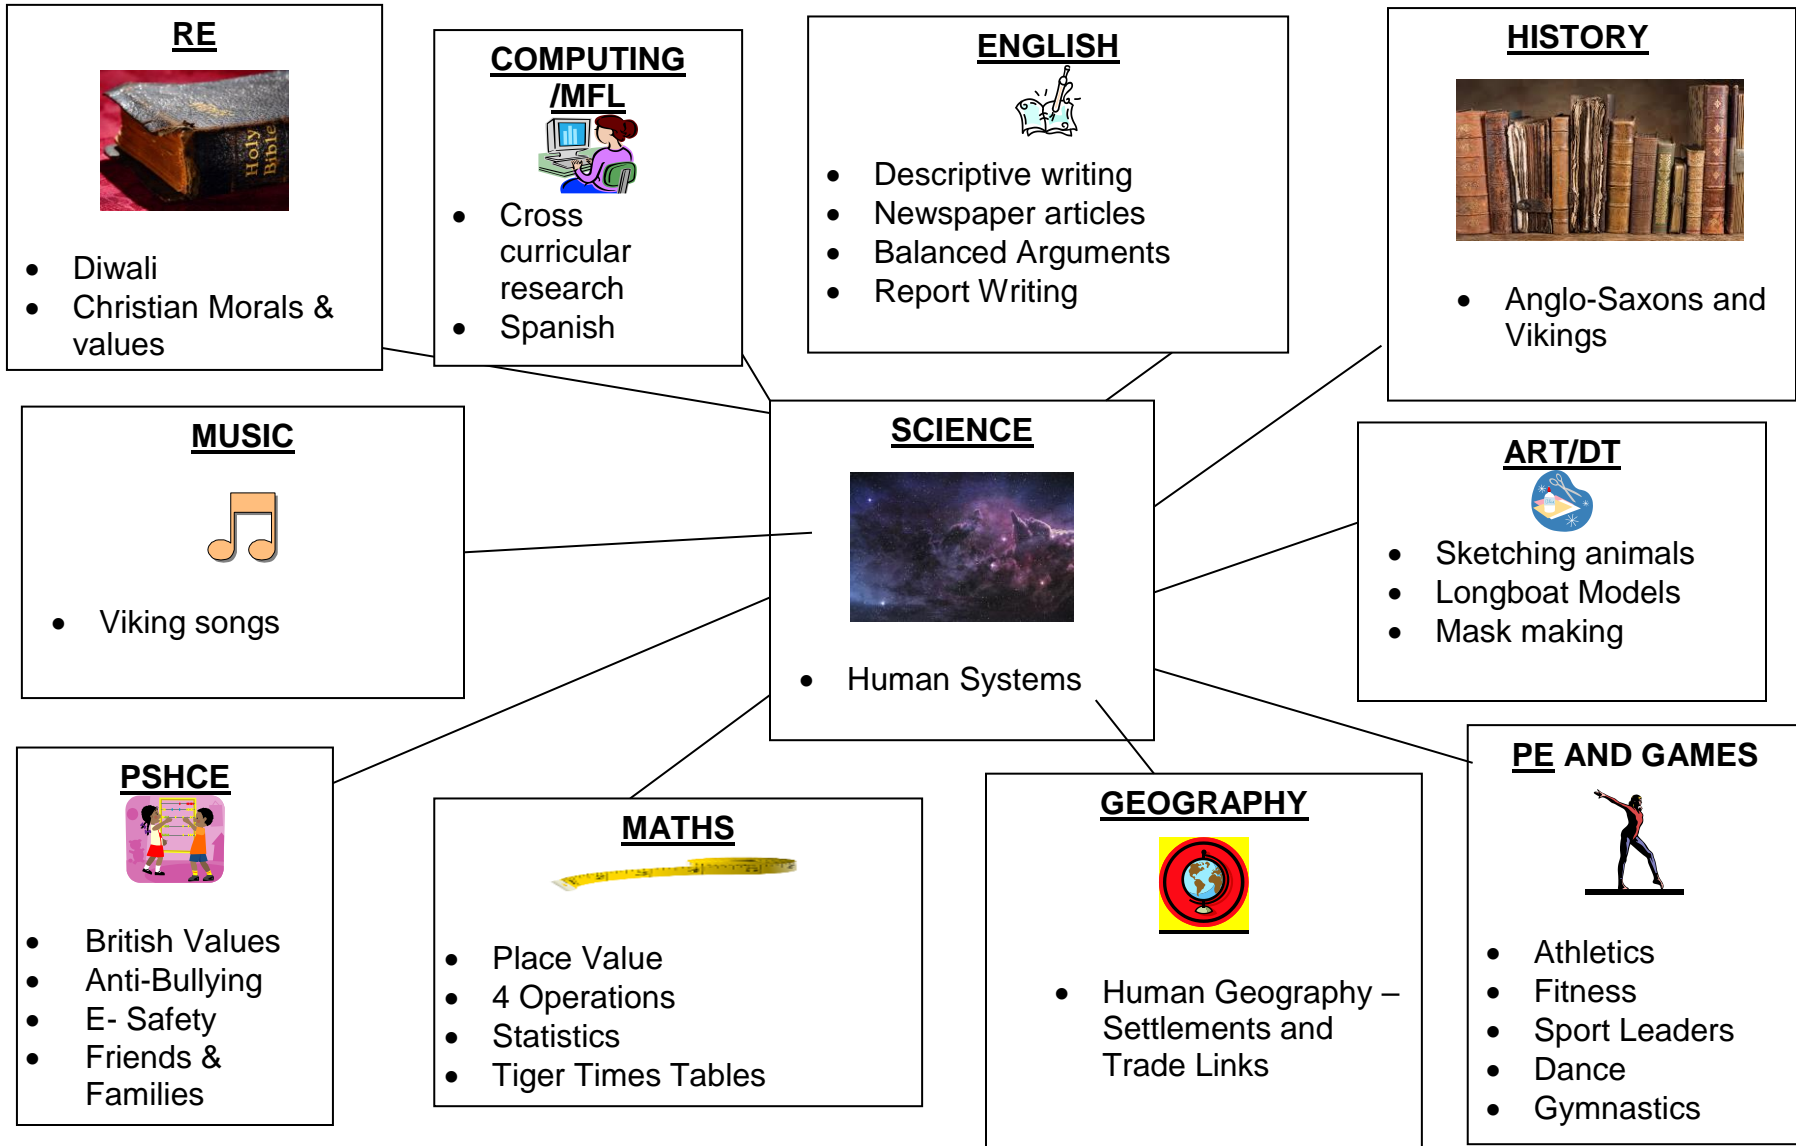 RE
Holy
Bible
• Diwali
• Christian Morals &
values
COMPUTING
/MFL
• Cross
curricular
research
• Spanish
ENGLISH
• Descriptive writing
• Newspaper articles
• Balanced Arguments
• Report Writing
HISTORY
• Anglo-Saxons and
Vikings
MUSIC
• Viking songs
SCIENCE
• Human Systems
ART/DT
• Sketching animals
• Longboat Models
• Mask making
PSHCE
• British Values
• Anti-Bullying
• E- Safety
• Friends &
Families
MATHS
• Place Value
• 4 Operations
• Statistics
• Tiger Times Tables
GEOGRAPHY
• Human Geography –
Settlements and
Trade Links
PE AND GAMES
• Athletics
• Fitness
• Sport Leaders
• Dance
• Gymnastics